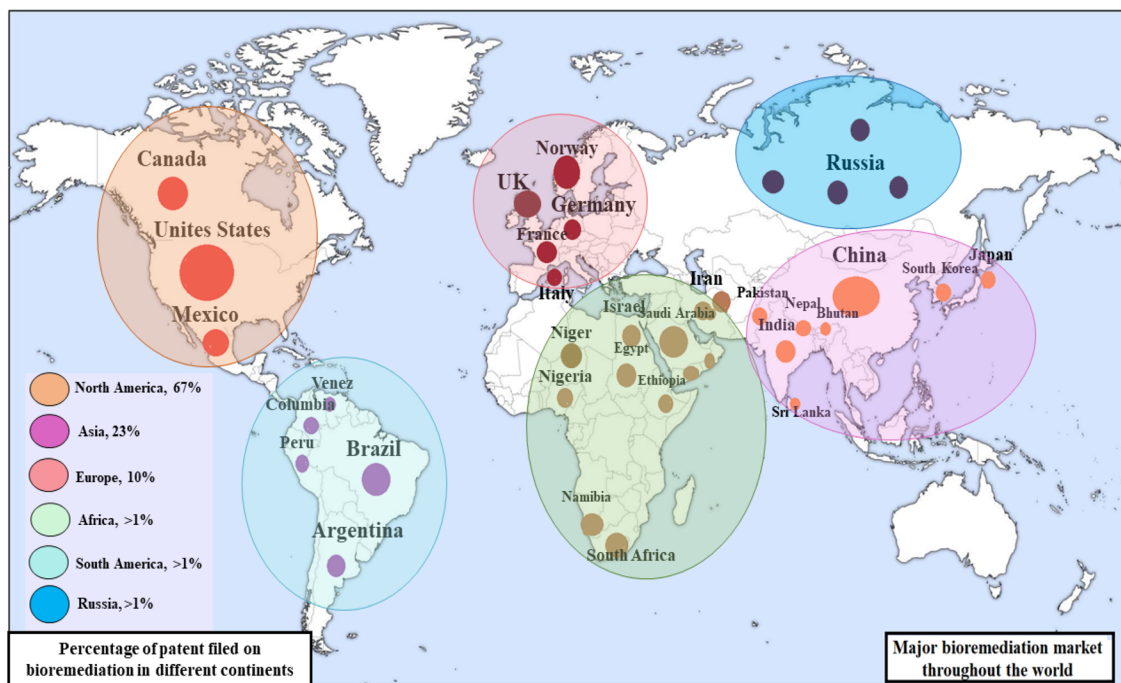 Canada
Unites States
Mexico
Norway
UK
Germany
France
Italy
Russia
China
Japan
South Korea
Iran
Pakistan
Nepal
Bhutan
India
Sri Lanka
Israel
Saudi Arabia
Niger
Egypt
Nigeria
Ethiopia
Namibia
South Africa
Venez
Columbia
Peru
Brazil
Argentina
North America, 67%
Asia, 23%
Europe, 10%
Africa, >1%
South America, >1%
Russia, >1%
Percentage of patent filed on
bioremediation in different continents
Major bioremediation market
throughout the world